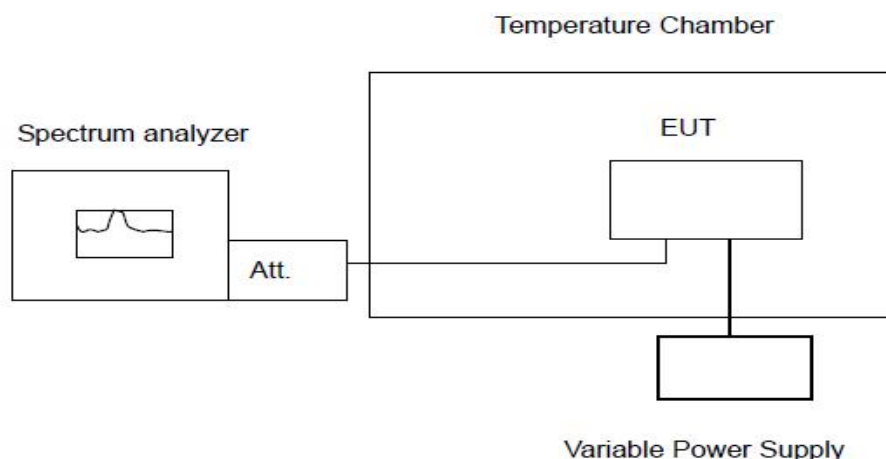 Temperature Chamber
Spectrum analyzer
EUT
Att.
Variable Power Supply